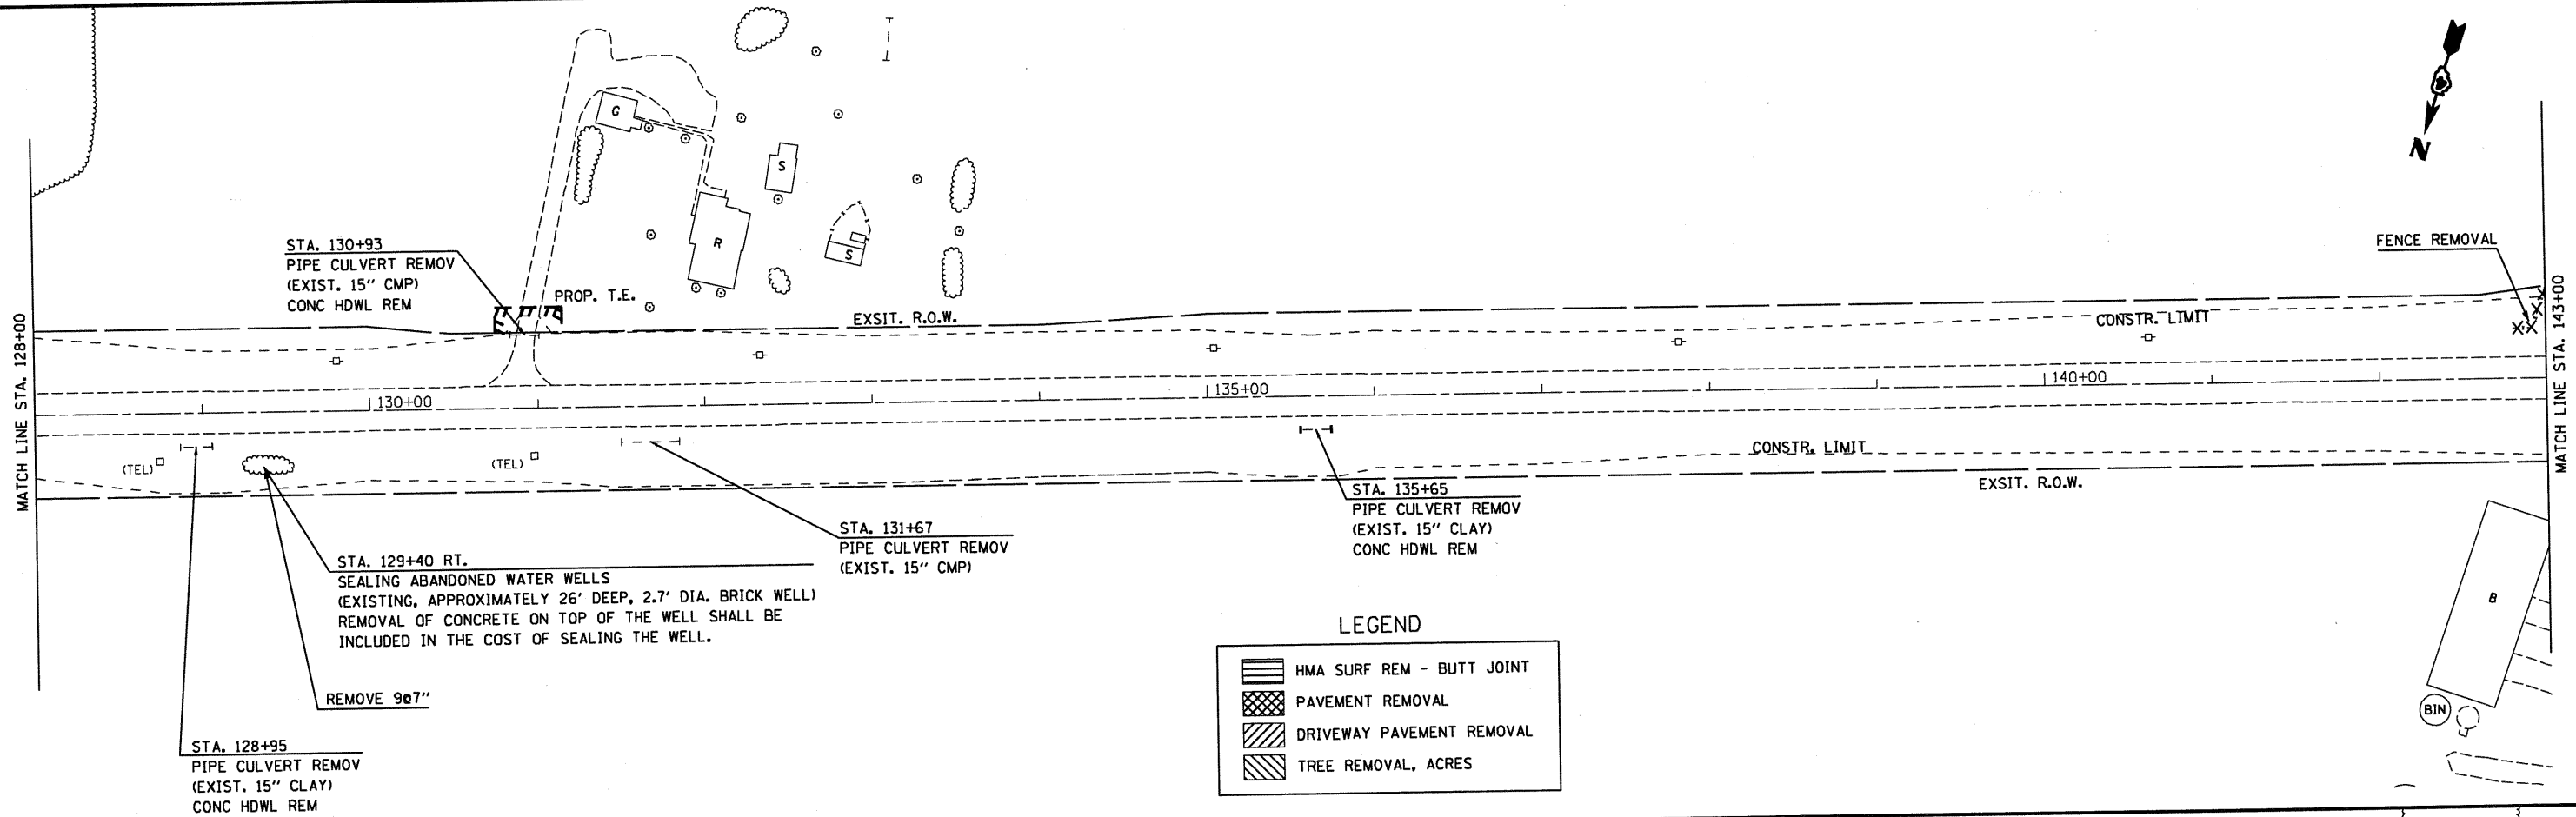 G
S
N
R
S
FENCE REMOVAL
STA. 130+93
PIPE CULVERT REMOV
(EXIST. 15" CMP)
CONC HDWL REM
PROP. T.E.
EXSIT. R.O.W.
CONSTR. LIMIT
MATCH LINE STA. 128+00
130+00
135+00
140+00
MATCH LINE STA. 143+00
(TEL)
(TEL)
CONSTR. LIMIT
EXSIT. R.O.W.
STA. 135+65
PIPE CULVERT REMOV
(EXIST. 15" CLAY)
CONC HDWL REM
STA. 131+67
PIPE CULVERT REMOV
(EXIST. 15" CMP)
STA. 129+40 RT.
SEALING ABANDONED WATER WELLS
(EXISTING, APPROXIMATELY 26' DEEP, 2.7' DIA. BRICK WELL)
REMOVAL OF CONCRETE ON TOP OF THE WELL SHALL BE
INCLUDED IN THE COST OF SEALING THE WELL.
REMOVE 9@7"
STA. 128+95
PIPE CULVERT REMOV
(EXIST. 15" CLAY)
CONC HDWL REM
LEGEND
HMA SURF REM - BUTT JOINT
PAVEMENT REMOVAL
DRIVEWAY PAVEMENT REMOVAL
TREE REMOVAL, ACRES
B
BIN